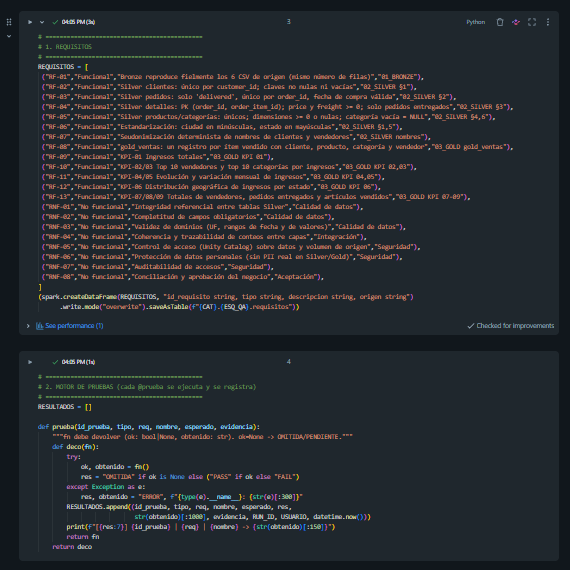 04:05 PM (3s)
3
Python
# ==========================================
# 1. REQUISITOS
# ==========================================
REQUISITOS = [
("RF-01","Funcional","Bronze reproduce fielmente los 6 CSV de origen (mismo número de filas)","01_BRONZE"),
("RF-02","Funcional","Silver clientes: único por customer_id; claves no nulas ni vacías","02_SILVER §1"),
("RF-03","Funcional","Silver pedidos: solo 'delivered', único por order_id, fecha de compra válida","02_SILVER §2"),
("RF-04","Funcional","Silver detalles: PK (order_id, order_item_id); price y freight >= 0; solo pedidos entregados","02_SILVER §3"),
("RF-05","Funcional","Silver productos/categorías: únicos; dimensiones >= 0 o nulas; categoría vacía = NULL","02_SILVER §4,6"),
("RF-06","Funcional","Estandarización: ciudad en minúsculas, estado en mayúsculas","02_SILVER §1,5"),
("RF-07","Funcional","Seudonimización determinista de nombres de clientes y vendedores","02_SILVER nombres"),
("RF-08","Funcional","gold_ventas: un registro por ítem vendido con cliente, producto, categoría y vendedor","03_GOLD gold_ventas"),
("RF-09","Funcional","KPI-01 Ingresos totales","03_GOLD KPI 01"),
("RF-10","Funcional","KPI-02/03 Top 10 vendedores y top 10 categorías por ingresos","03_GOLD KPI 02,03"),
("RF-11","Funcional","KPI-04/05 Evolución y variación mensual de ingresos","03_GOLD KPI 04,05"),
("RF-12","Funcional","KPI-06 Distribución geográfica de ingresos por estado","03_GOLD KPI 06"),
("RF-13","Funcional","KPI-07/08/09 Totales de vendedores, pedidos entregados y artículos vendidos","03_GOLD KPI 07-09"),
("RNF-01","No funcional","Integridad referencial entre tablas Silver","Calidad de datos"),
("RNF-02","No funcional","Completitud de campos obligatorios","Calidad de datos"),
("RNF-03","No funcional","Validez de dominios (UF, rangos de fecha y de valores)","Calidad de datos"),
("RNF-04","No funcional","Coherencia y trazabilidad de conteos entre capas","Integración"),
("RNF-05","No funcional","Control de acceso (Unity Catalog) sobre datos y volumen de origen","Seguridad"),
("RNF-06","No funcional","Protección de datos personales (sin PII real en Silver/Gold)","Seguridad"),
("RNF-07","No funcional","Auditabilidad de accesos","Seguridad"),
("RNF-08","No funcional","Conciliación y aprobación del negocio","Aceptación"),
]
(spark.createDataFrame(REQUISITOS, "id_requisito string, tipo string, descripcion string, origen string")
.write.mode("overwrite").saveAsTable(f"{CAT}.{ESQ_QA}.requisitos"))
See performance (1)
Checked for improvements
04:05 PM (1s)
4
# ==========================================
# 2. MOTOR DE PRUEBAS (cada @prueba se ejecuta y se registra)
# ==========================================
RESULTADOS = []
def prueba(id_prueba, tipo, req, nombre, esperado, evidencia):
"""fn debe devolver (ok: bool|None, obtenido: str). ok=None -> OMITIDA/PENDIENTE."""
def deco(fn):
try:
ok, obtenido = fn()
res = "OMITIDA" if ok is None else ("PASS" if ok else "FAIL")
except Exception as e:
res, obtenido = "ERROR", f"{type(e).__name__}: {str(e)[:300]}"
RESULTADOS.append((id_prueba, tipo, req, nombre, esperado, res,
str(obtenido)[:1000], evidencia, RUN_ID, USUARIO, datetime.now()))
print(f"[{res:7}] {id_prueba} | {req} | {nombre} -> {str(obtenido)[:150]}")
return fn
return deco